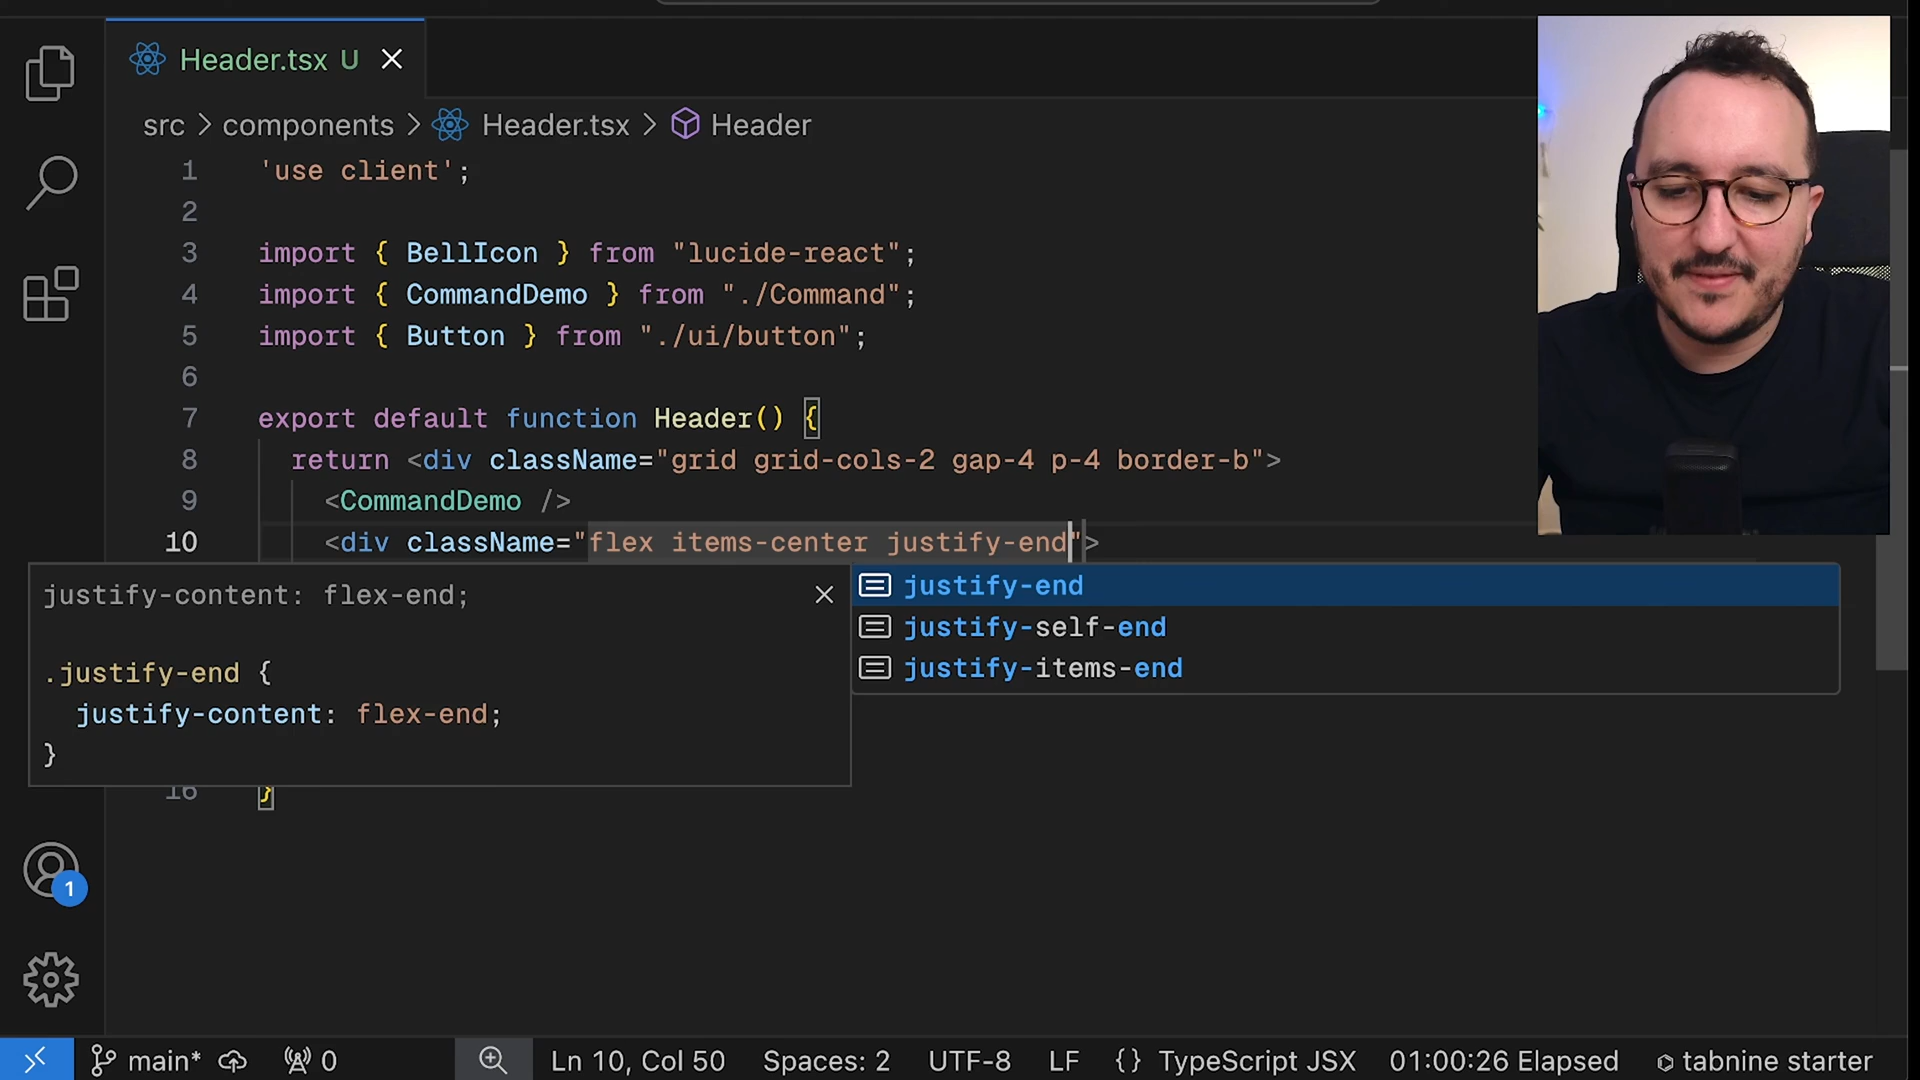 Header.tsx U
src > components > Header.tsx > Header
1 'use client';
2
3 import { BellIcon } from "lucide-react";
4 import { CommandDemo } from "./Command";
5 import { Button } from "./ui/button";
6
7 export default function Header() {
8 return <div className="grid grid-cols-2 gap-4 p-4 border-b">
9 <CommandDemo />
10 <div className="flex items-center justify-end">
justify-content: flex-end;
.justify-end {
justify-content: flex-end;
}
justify-end
justify-self-end
justify-items-end
16 }
1
main* 0 Ln 10, Col 50 Spaces: 2 UTF-8 LF {} TypeScript JSX 01:00:26 Elapsed tabnine starter